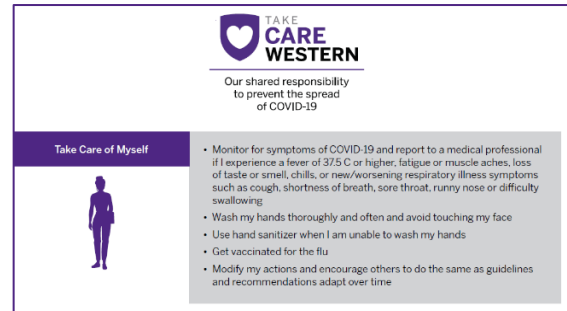 TAKE
CARE
WESTERN
Our shared responsibility
to prevent the spread
of COVID-19
Take Care of Myself
• Monitor for symptoms of COVID-19 and report to a medical professional
if I experience a fever of 37.5 C or higher, fatigue or muscle aches, loss
of taste or smell, chills, or new/worsening respiratory illness symptoms
such as cough, shortness of breath, sore throat, runny nose or difficulty
swallowing
• Wash my hands thoroughly and often and avoid touching my face
• Use hand sanitizer when I am unable to wash my hands
• Get vaccinated for the flu
• Modify my actions and encourage others to do the same as guidelines
and recommendations adapt over time